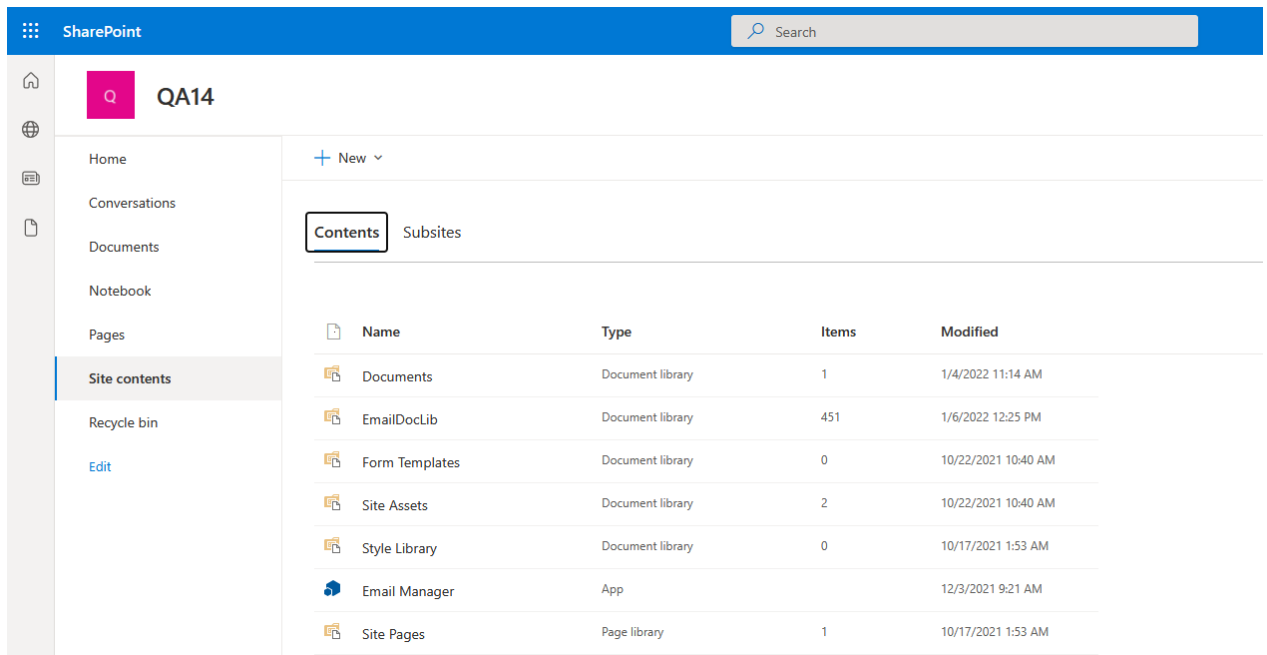 SharePoint Search
Q QA14
Home
Conversations
Documents
Notebook
Pages
Site contents
Recycle bin
Edit
New
Contents Subsites
Name Type Items Modified
Documents Document library 1 1/4/2022 11:14 AM
EmailDocLib Document library 451 1/6/2022 12:25 PM
Form Templates Document library 0 10/22/2021 10:40 AM
Site Assets Document library 2 10/22/2021 10:40 AM
Style Library Document library 0 10/17/2021 1:53 AM
Email Manager App 12/3/2021 9:21 AM
Site Pages Page library 1 10/17/2021 1:53 AM